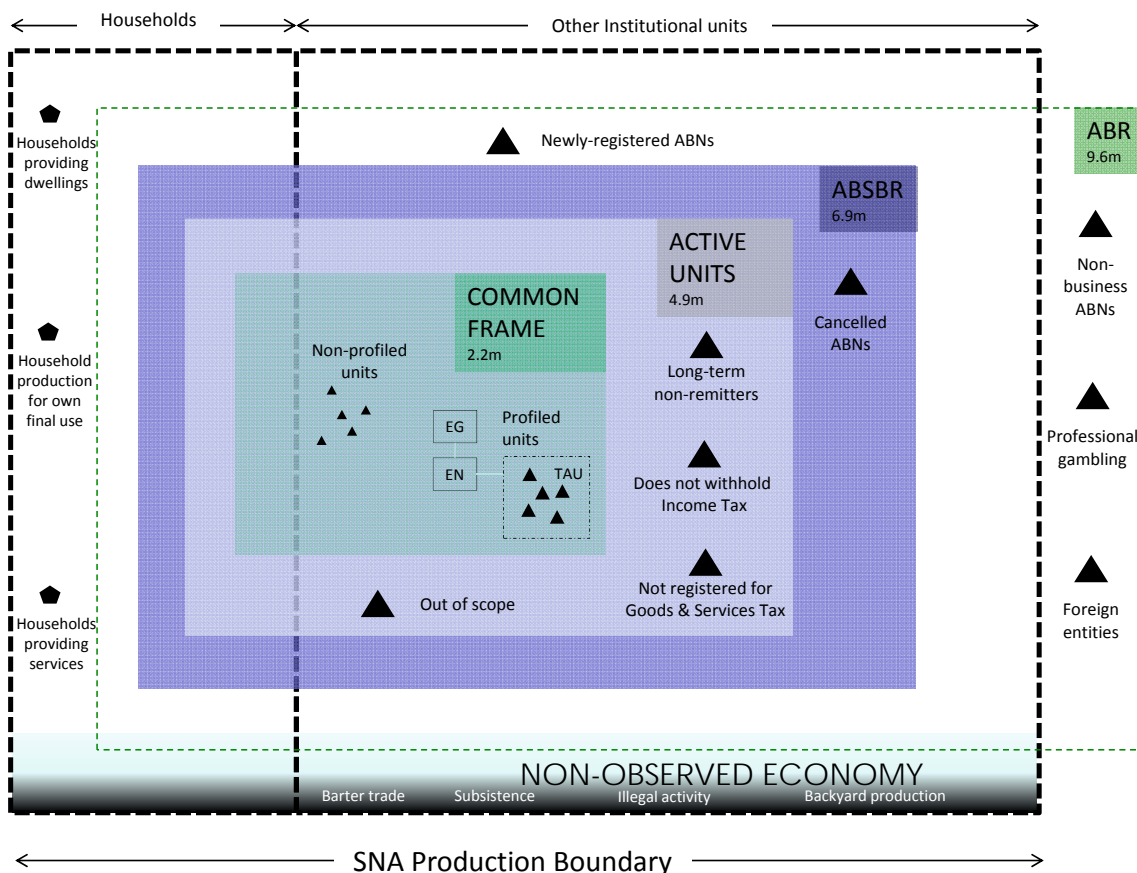 Households
Other Institutional units
Households
providing
dwellings
Newly-registered ABNs
ABR
9.6m
ABSBR
6.9m
Non-
business
ABNs
ACTIVE
UNITS
4.9m
Cancelled
ABNs
COMMON
FRAME
2.2m
Household
production
for own
final use
Non-profiled
units
Long-term
non-remitters
Professional
gambling
EG
Profiled
units
EN
TAU
Does not withhold
Income Tax
Households
providing
services
Out of scope
Not registered for
Goods & Services Tax
Foreign
entities
NON-OBSERVED ECONOMY
Barter trade
Subsistence
Illegal activity
Backyard production
SNA Production Boundary